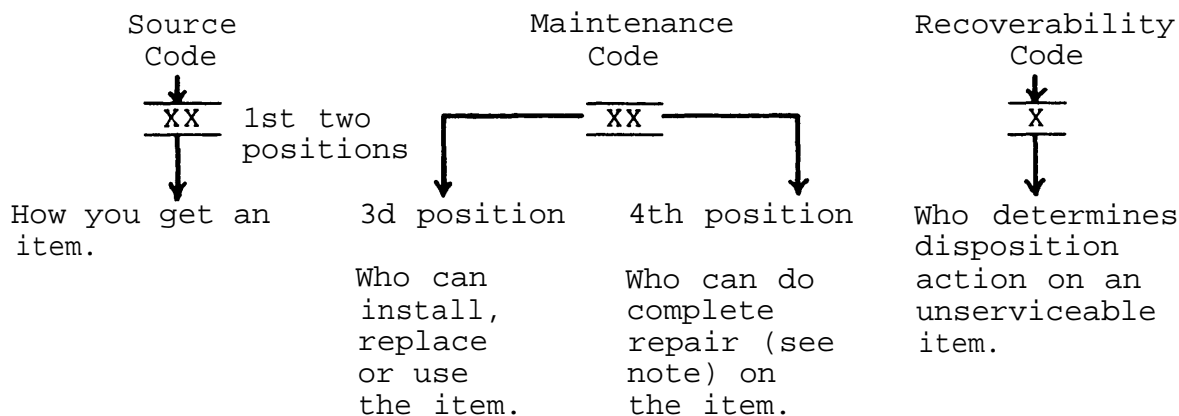 Source
Code
XX
1st two
positions
How you get an
item.
Maintenance
Code
XX
3d position
Who can
install,
replace
or use
the item.
4th position
Who can do
complete
repair (see
note) on
the item.
Recoverability
Code
X
Who determines
disposition
action on an
unserviceable
item.